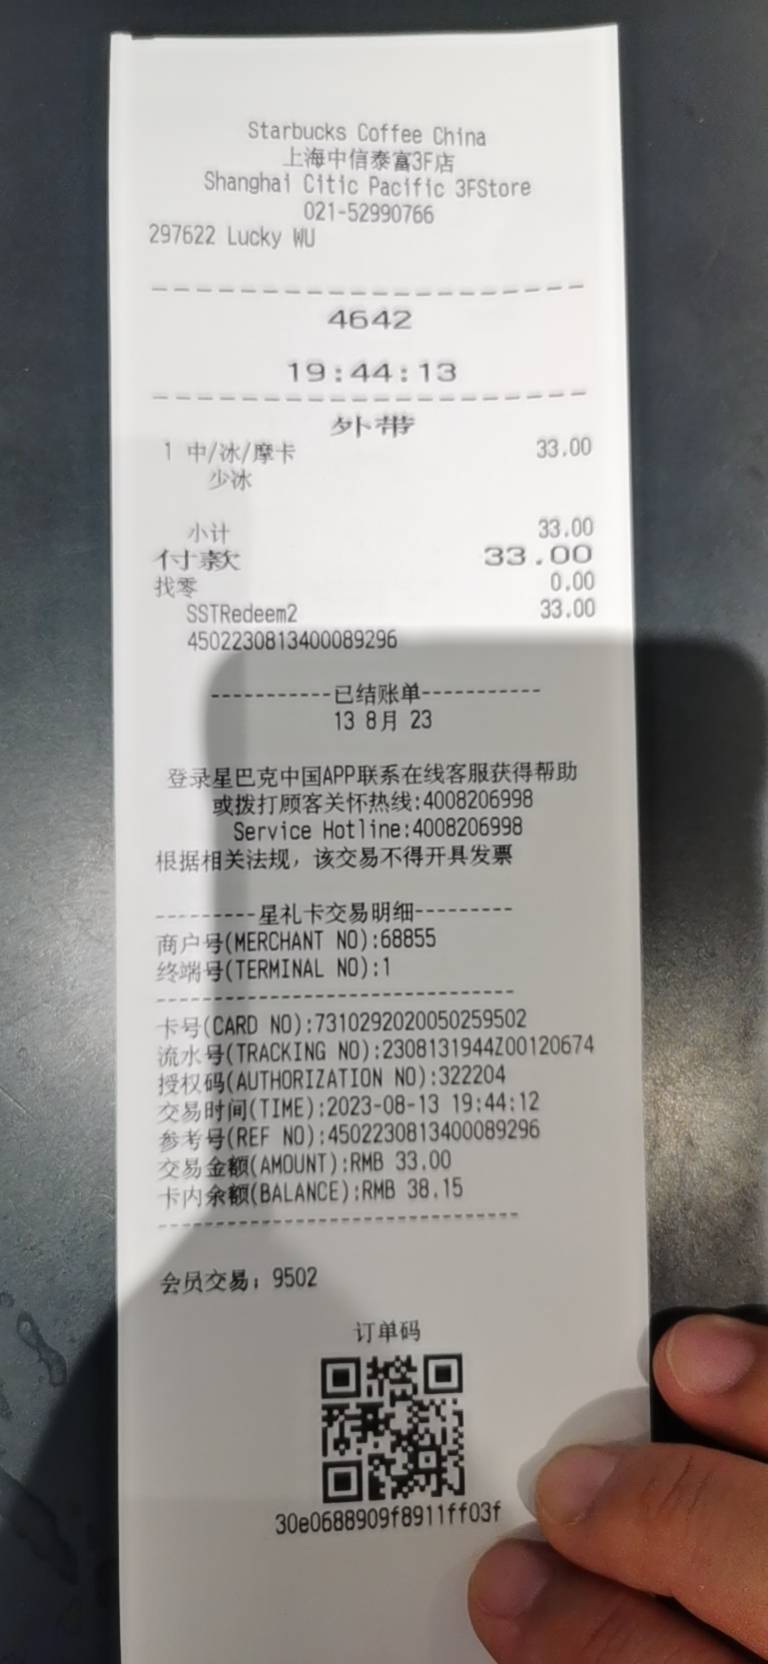 Starbucks Coffee China
上海中信泰富3F店
Shanghai Citic Pacific 3FStore
021-52990766
297622 Lucky WU
4642
19:44:13
外带
1 中/冰/摩卡 33.00
少冰
小计 33.00
付款 33.00
找零 0.00
SSTRedeem2 33.00
4502230813400089296
-----------已结账单-----------
13 8月 23
登录星巴克中国APP联系在线客服获得帮助
或拨打顾客关怀热线:4008206998
Service Hotline:4008206998
根据相关法规，该交易不得开具发票
---------星礼卡交易明细---------
商户号(MERCHANT NO):68855
终端号(TERMINAL NO):1
卡号(CARD NO):7310292020050259502
流水号(TRACKING NO):2308131944Z00120674
授权码(AUTHORIZATION NO):322204
交易时间(TIME):2023-08-13 19:44:12
参考号(REF NO):4502230813400089296
交易金额(AMOUNT):RMB 33.00
卡内余额(BALANCE):RMB 38.15
会员交易：9502
订单码
30e0688909f8911ff03f